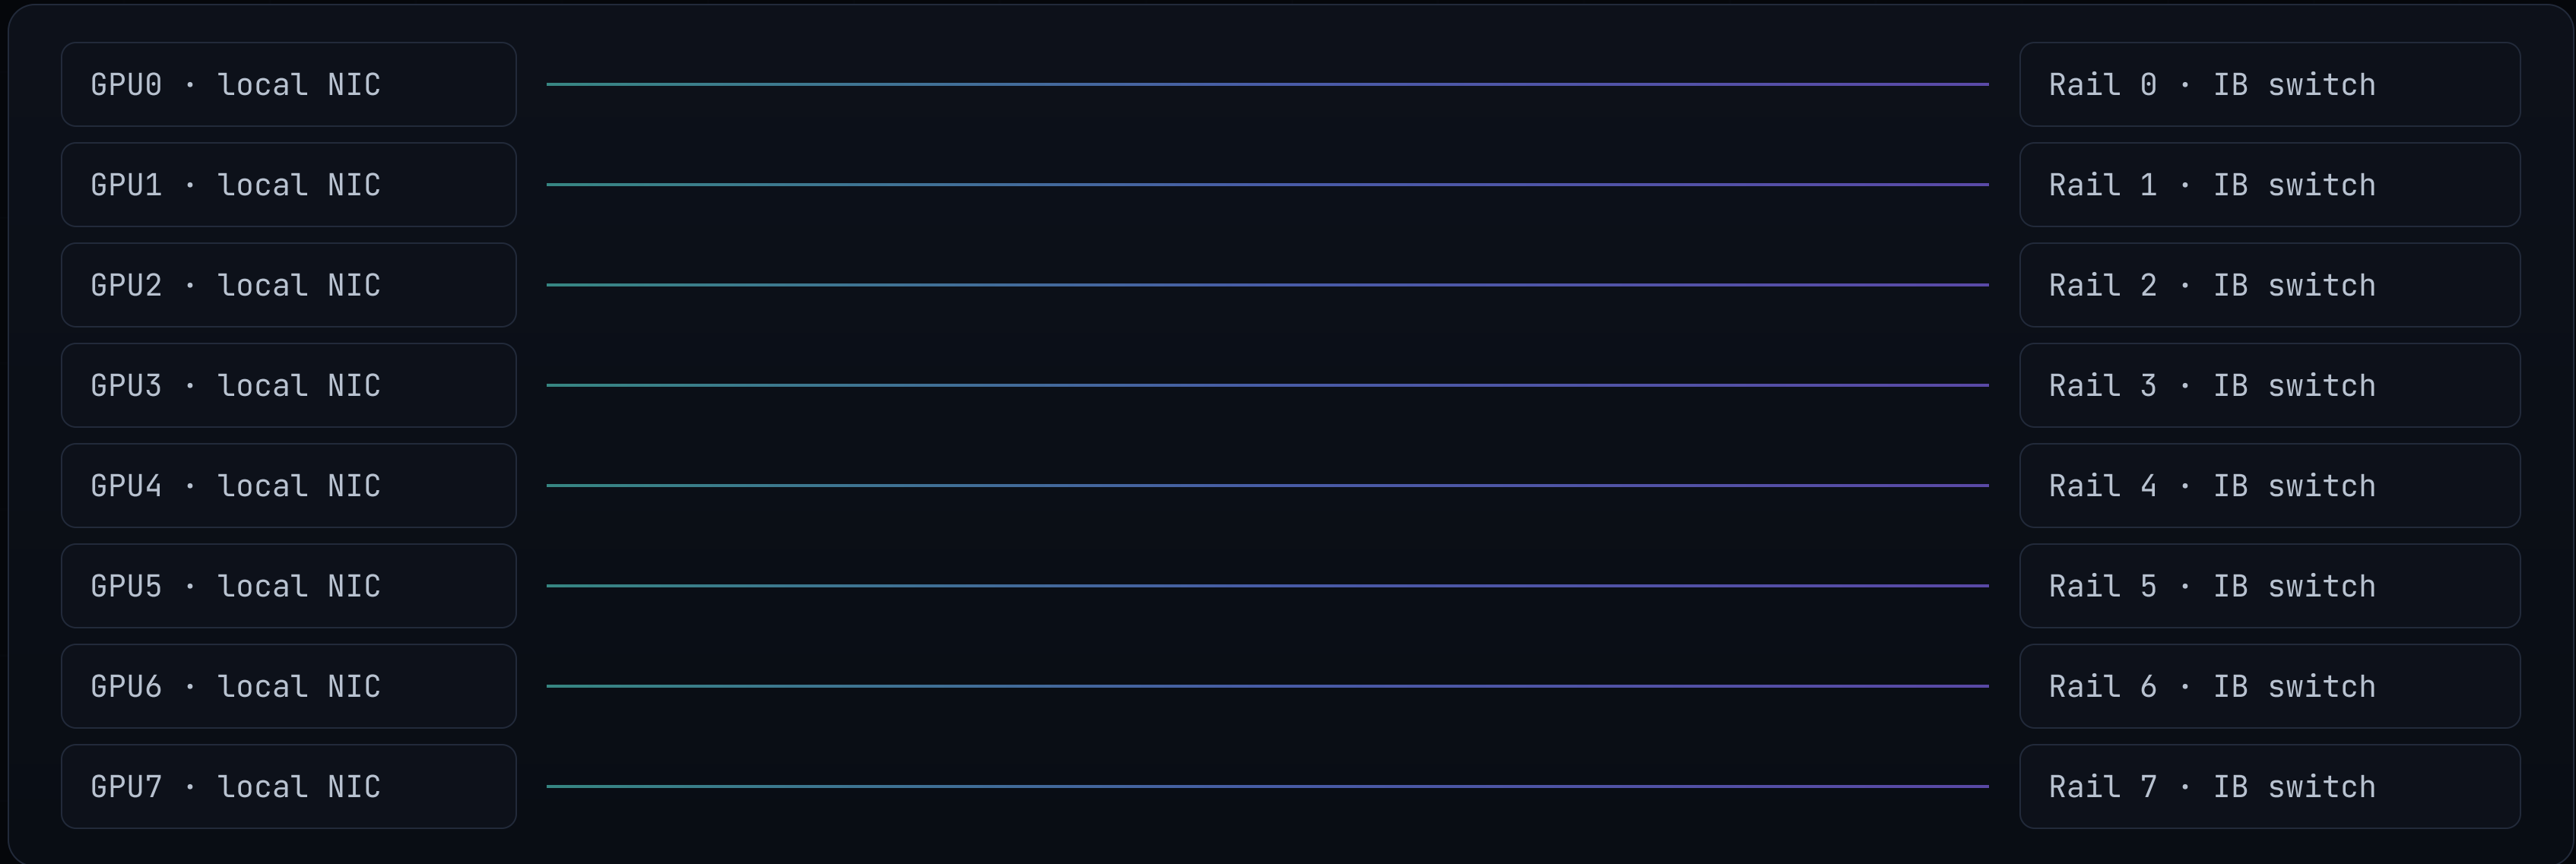 GPU0 · local NIC
Rail 0 · IB switch
GPU1 · local NIC
Rail 1 · IB switch
GPU2 · local NIC
Rail 2 · IB switch
GPU3 · local NIC
Rail 3 · IB switch
GPU4 · local NIC
Rail 4 · IB switch
GPU5 · local NIC
Rail 5 · IB switch
GPU6 · local NIC
Rail 6 · IB switch
GPU7 · local NIC
Rail 7 · IB switch